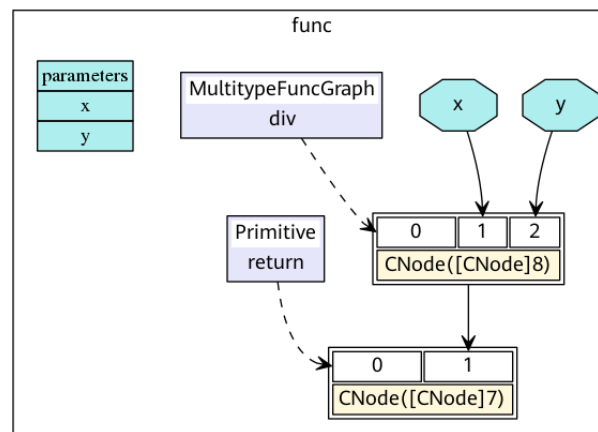 func
parameters
x
y
MultitypeFuncGraph
div
x
y
0 1 2
CNode([CNode]8)
Primitive
return
0 1
CNode([CNode]7)